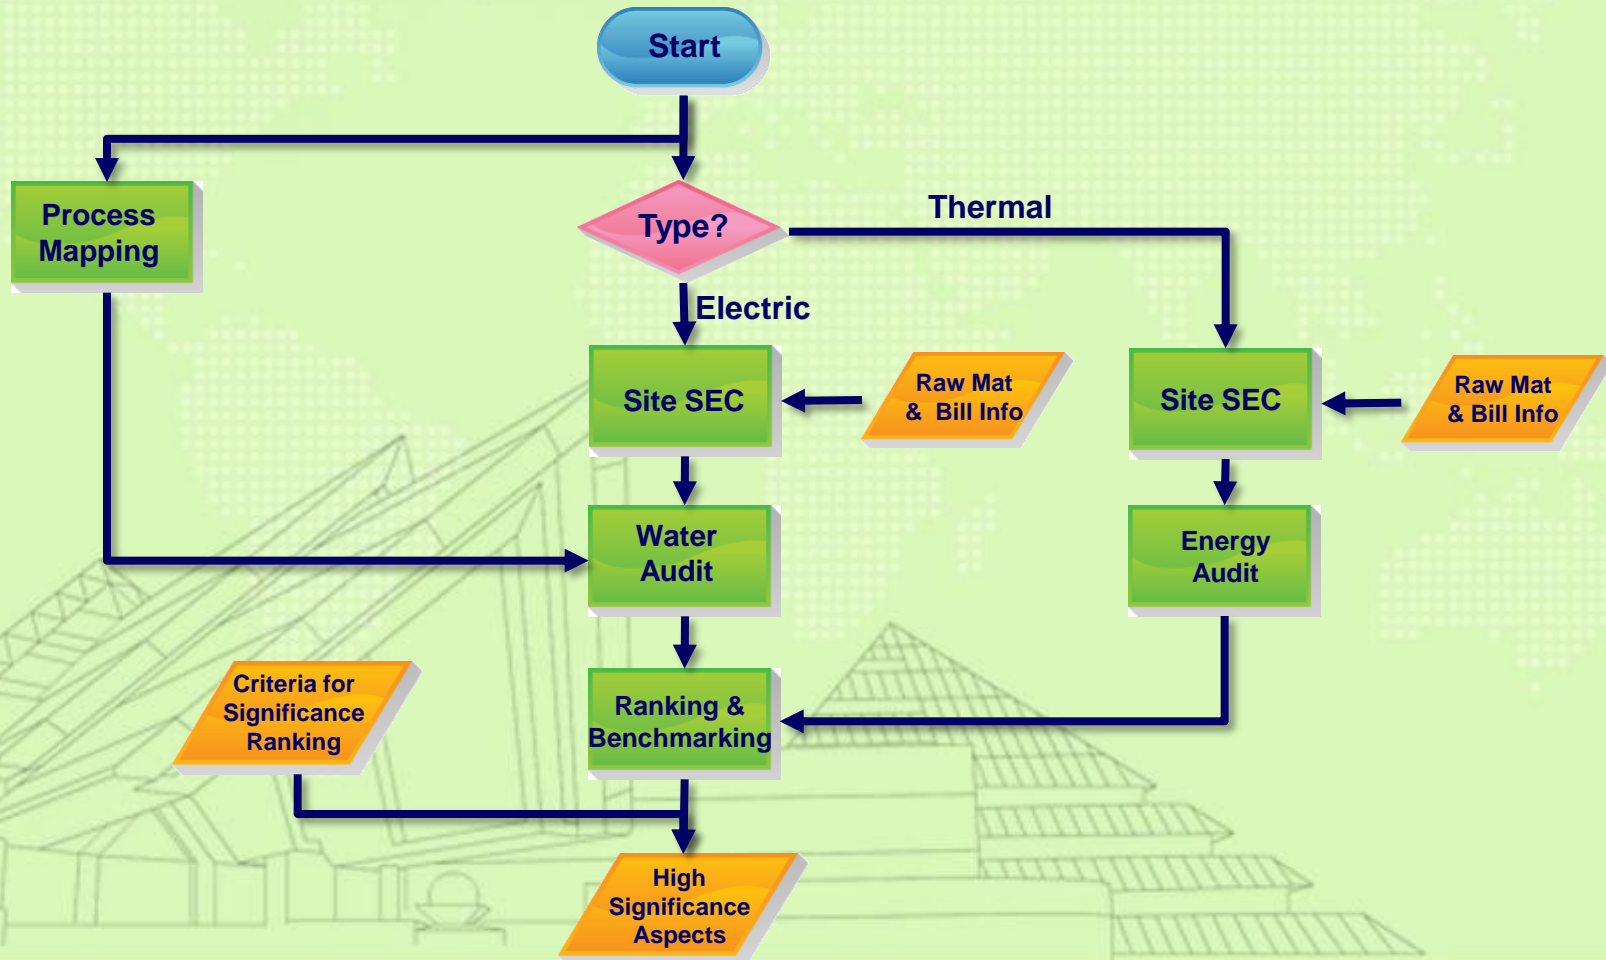 Start
Process
Mapping
Type?
Thermal
Electric
Site SEC
Raw Mat
& Bill Info
Site SEC
Raw Mat
& Bill Info
Water
Audit
Energy
Audit
Criteria for
Significance
Ranking
Ranking &
Benchmarking
High
Significance
Aspects